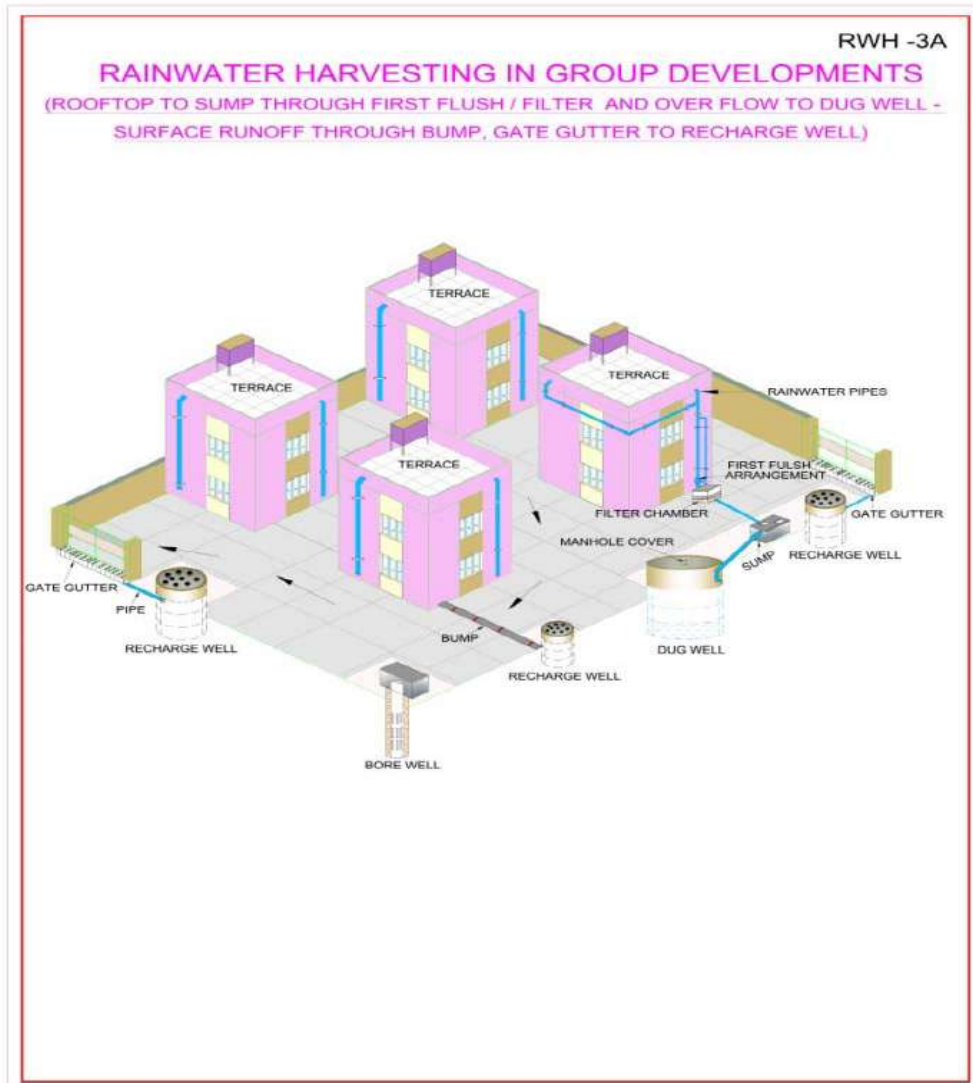 RWH -3A
RAINWATER HARVESTING IN GROUP DEVELOPMENTS
(ROOFTOP TO SUMP THROUGH FIRST FLUSH / FILTER AND OVER FLOW TO DUG WELL -
SURFACE RUNOFF THROUGH BUMP, GATE GUTTER TO RECHARGE WELL)
TERRACE
TERRACE
TERRACE
TERRACE
RAINWATER PIPES
FIRST FULSH
ARRANGEMENT
FILTER CHAMBER
GATE GUTTER
MANHOLE COVER
SUMP
RECHARGE WELL
GATE GUTTER
PIPE
RECHARGE WELL
BUMP
RECHARGE WELL
DUG WELL
BORE WELL